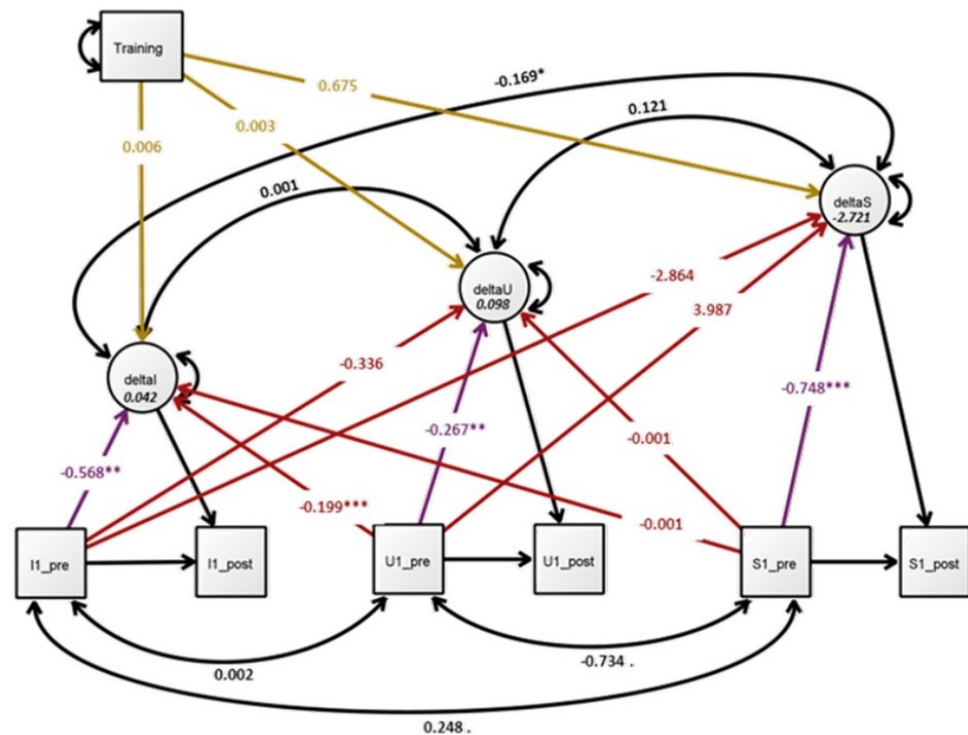 Training
-0.169*
0.675
0.121
0.003
0.006
0.001
deltaS
-2.721
-2.864
deltaU
0.098
3.987
-0.336
deltaI
0.042
-0.748***
-0.267**
-0.001
-0.568**
-0.199***
-0.001
I1_pre
I1_post
U1_pre
U1_post
S1_pre
S1_post
0.002
-0.734 .
0.248 .